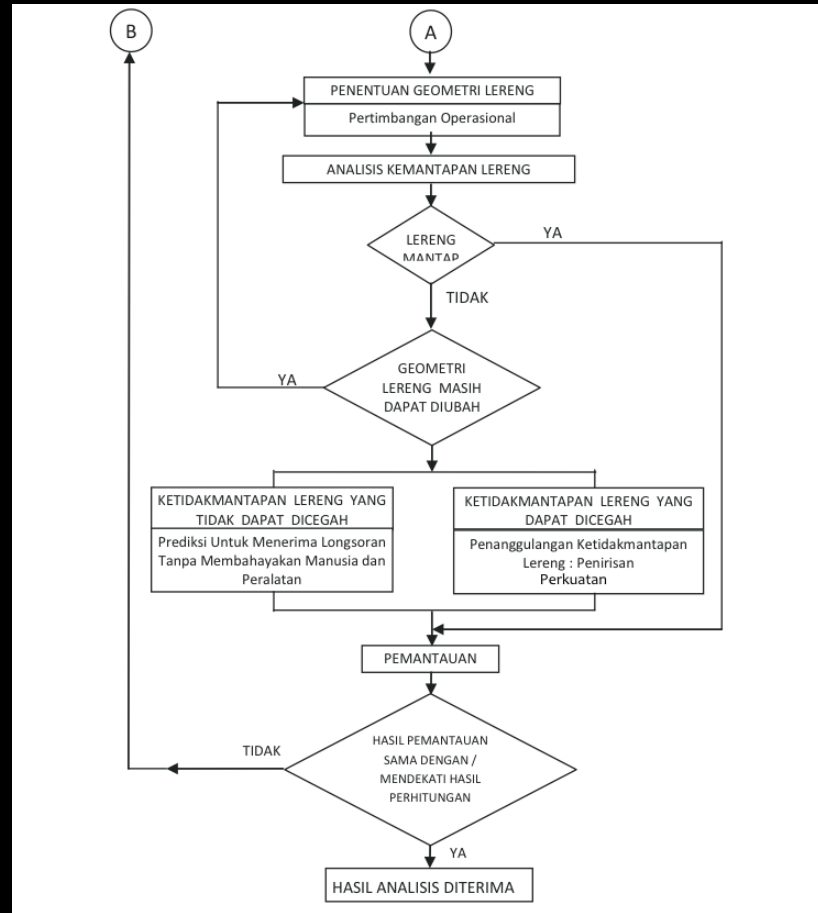 B
A
PENENTUAN GEOMETRI LERENG
Pertimbangan Operasional
ANALISIS KEMANTAPAN LERENG
LERENG
MANTAP
YA
TIDAK
GEOMETRI
LERENG MASIH
DAPAT DIUBAH
YA
KETIDAKMANTAPAN LERENG YANG
TIDAK DAPAT DICEGAH
Prediksi Untuk Menerima Longsoran
Tanpa Membahayakan Manusia dan
Peralatan
KETIDAKMANTAPAN LERENG YANG
DAPAT DICEGAH
Penanggulangan Ketidakmantapan
Lereng : Penirisan
Perkuatan
PEMANTAUAN
HASIL PEMANTAUAN
SAMA DENGAN /
MENDEKATI HASIL
PERHITUNGAN
TIDAK
YA
HASIL ANALISIS DITERIMA